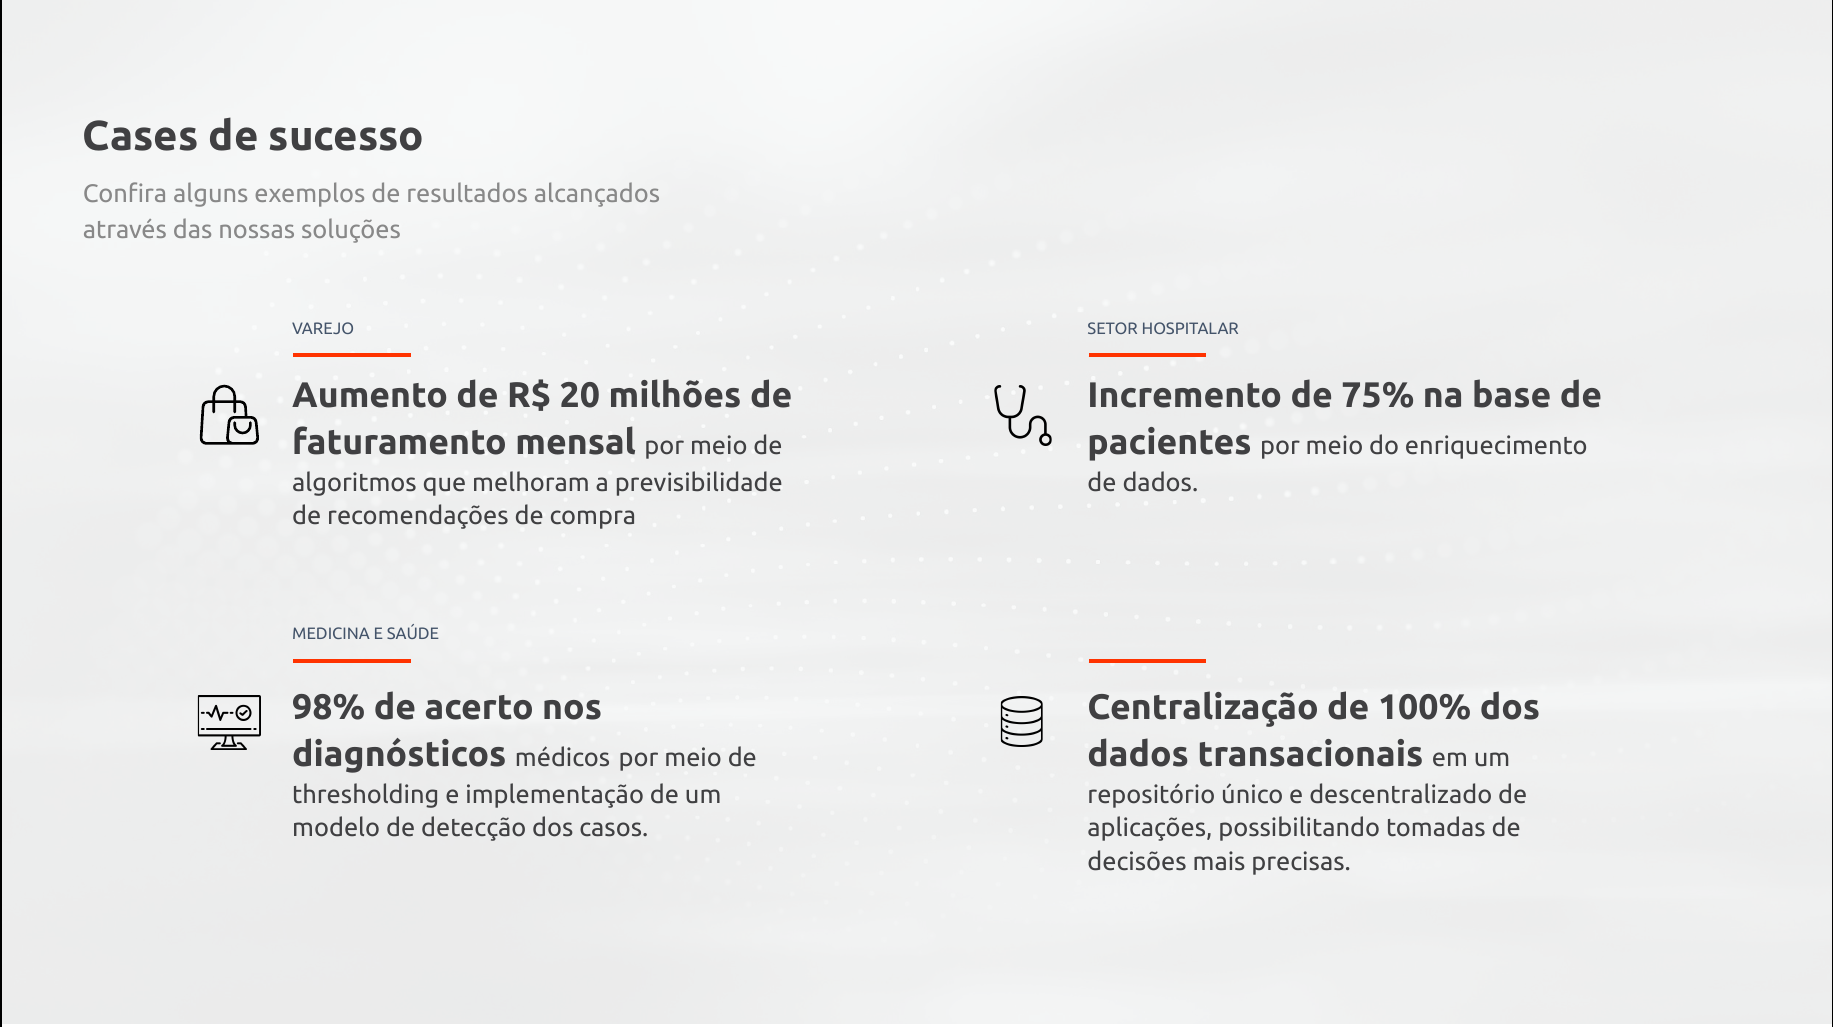 Cases de sucesso
Confira alguns exemplos de resultados alcançados
através das nossas soluções
VAREJO
Aumento de R$ 20 milhões de
faturamento mensal por meio de
algoritmos que melhoram a previsibilidade
de recomendações de compra
SETOR HOSPITALAR
Incremento de 75% na base de
pacientes por meio do enriquecimento
de dados.
MEDICINA E SAÚDE
98% de acerto nos
diagnósticos médicos por meio de
thresholding e implementação de um
modelo de detecção dos casos.
Centralização de 100% dos
dados transacionais em um
repositório único e descentralizado de
aplicações, possibilitando tomadas de
decisões mais precisas.